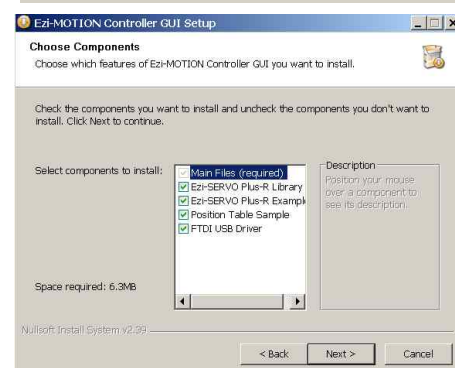 Ezi-MOTION Controller GUI Setup
Choose Components
Choose which features of Ezi-MOTION Controller GUI you want to install.
Check the components you want to install and uncheck the components you don't want to
install. Click Next to continue.
Select components to install:
Main Files (required)
Ezi-SERVO Plus-R Library
Ezi-SERVO Plus-R Exampl
Position Table Sample
FTDI USB Driver
Description
Position your mouse
over a component to
see its description.
Space required: 6.3MB
Nullsoft Install System v2.39
< Back
Next >
Cancel